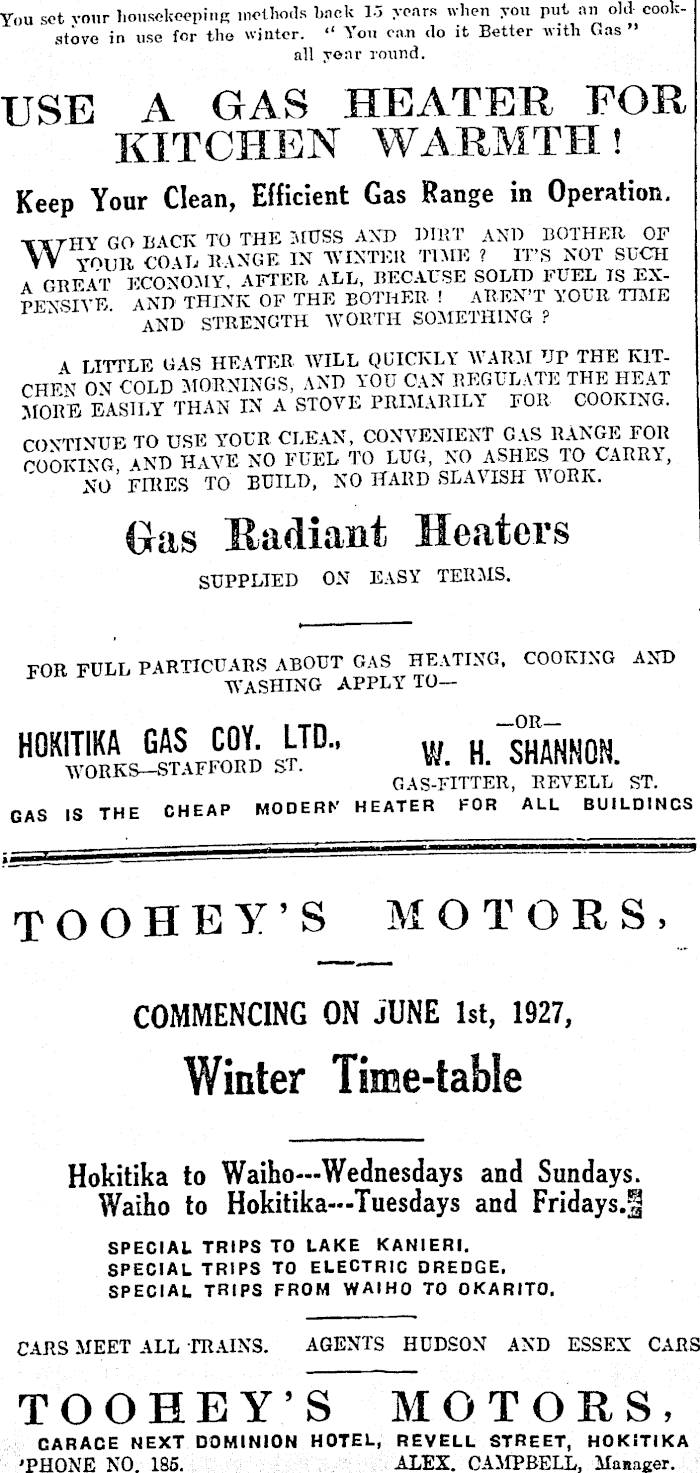 You set your housekeeping methods back 15 years when you put an old cook-
stove in use for the winter. “ You can do it Better with Gas ”
all year round.
USE A GAS HEATER FOR
KITCHEN WARMTH !
Keep Your Clean, Efficient Gas Range in Operation.
WHY GO BACK TO THE MUSS AND DIRT AND BOTHER OF
YOUR COAL RANGE IN WINTER TIME ? IT'S NOT SUCH
A GREAT ECONOMY, AFTER ALL, BECAUSE SOLID FUEL IS EX-
PENSIVE. AND THINK OF THE BOTHER ! AREN'T YOUR TIME
AND STRENGTH WORTH SOMETHING ?
A LITTLE GAS HEATER WILL QUICKLY WARM UP THE KIT-
CHEN ON COLD MORNINGS, AND YOU CAN REGULATE THE HEAT
MORE EASILY THAN IN A STOVE PRIMARILY FOR COOKING.
CONTINUE TO USE YOUR CLEAN, CONVENIENT GAS RANGE FOR
COOKING, AND HAVE NO FUEL TO LUG, NO ASHES TO CARRY,
NO FIRES TO BUILD, NO HARD SLAVISH WORK.
Gas Radiant Heaters
SUPPLIED ON EASY TERMS.
FOR FULL PARTICUARS ABOUT GAS HEATING, COOKING AND
WASHING APPLY TO—
HOKITIKA GAS COY. LTD.,
WORKS—STAFFORD ST.
—OR—
W. H. SHANNON.
GAS-FITTER, REVELL ST.
GAS IS THE CHEAP MODERN HEATER FOR ALL BUILDINGS
TOOHEY'S MOTORS,
COMMENCING ON JUNE 1st, 1927,
Winter Time-table
Hokitika to Waiho---Wednesdays and Sundays.
Waiho to Hokitika---Tuesdays and Fridays.
SPECIAL TRIPS TO LAKE KANIERI.
SPECIAL TRIPS TO ELECTRIC DREDGE.
SPECIAL TRIPS FROM WAIHO TO OKARITO.
CARS MEET ALL TRAINS. AGENTS HUDSON AND ESSEX CARS
TOOHEY'S MOTORS,
GARAGE NEXT DOMINION HOTEL, REVELL STREET, HOKITIKA
'PHONE NO. 185. ALEX. CAMPBELL, Manager.